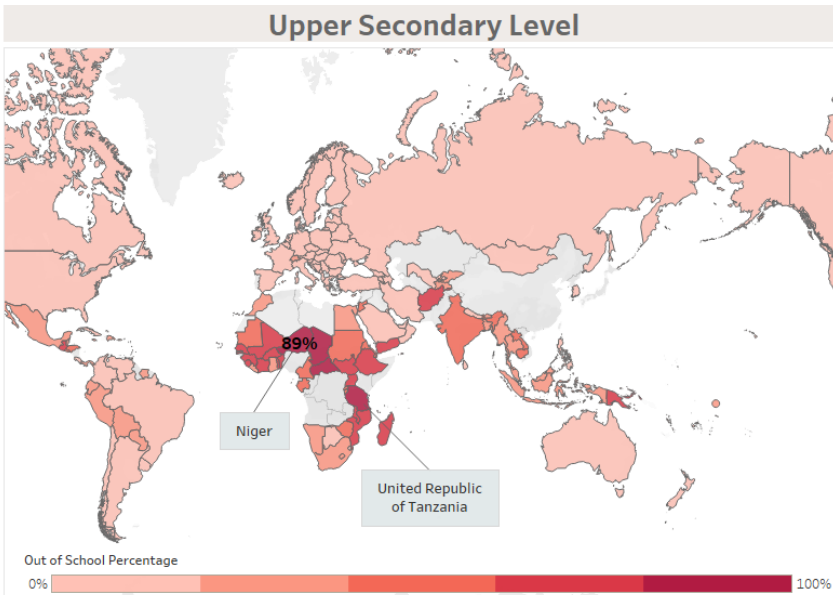 Upper Secondary Level
89%
Niger
United Republic
of Tanzania
Out of School Percentage
0%
100%